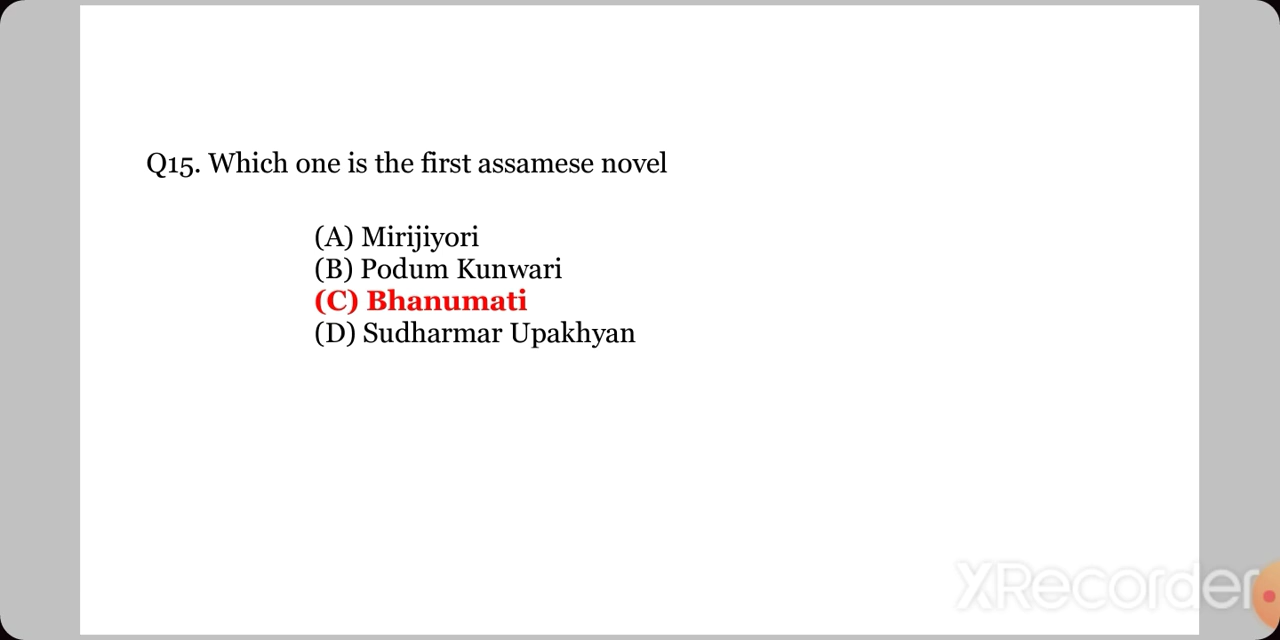 Q15. Which one is the first assamese novel
(A) Mirijiyori
(B) Podum Kunwari
(C) Bhanumati
(D) Sudharmar Upakhyan
XRecorder